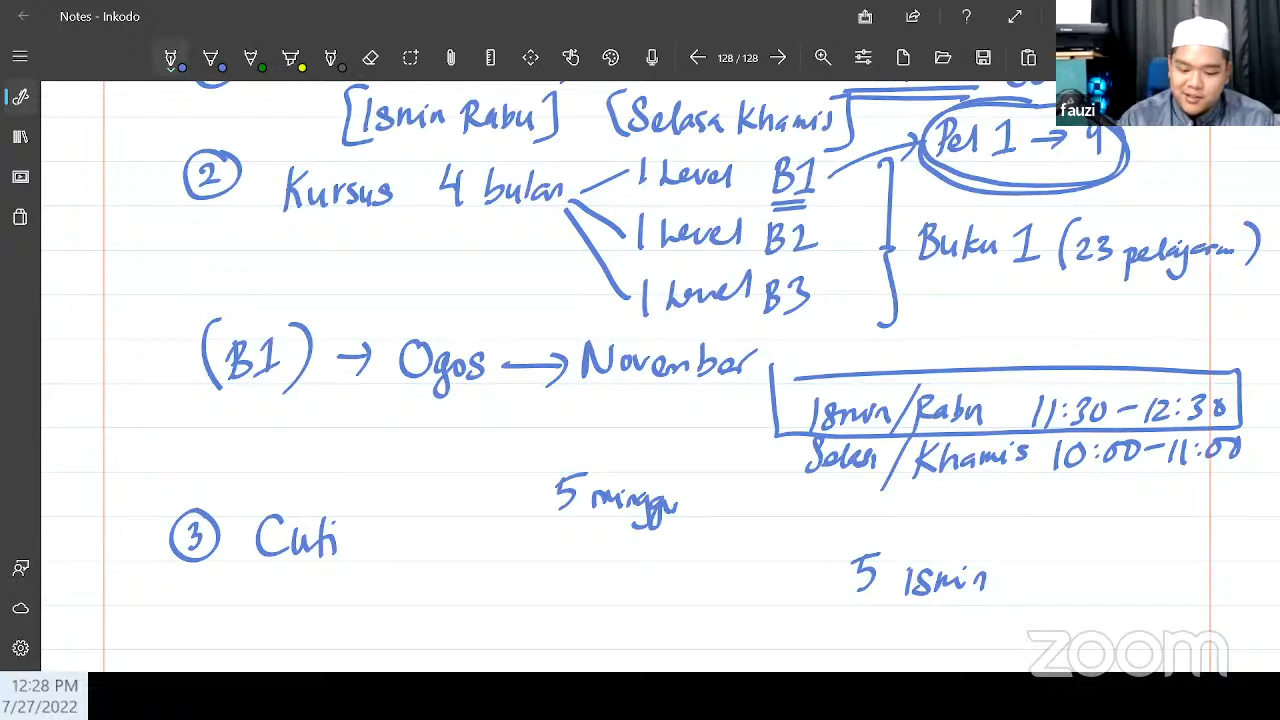 Notes - Inkodo
128 / 128
fauzi
[Isnin Rabu] [Selasa Khamis]
Pel 1 → 9
2 Kursus 4 bulan
1 Level B1
1 Level B2
1 Level B3
Buku 1 (23 pelajaran)
(B1) → Ogos → November
Isnin/Rabu 11:30-12:30
Selasa/Khamis 10:00-11:00
5 minggu
3 Cuti
5 Isnin
zoom
12:28 PM
7/27/2022